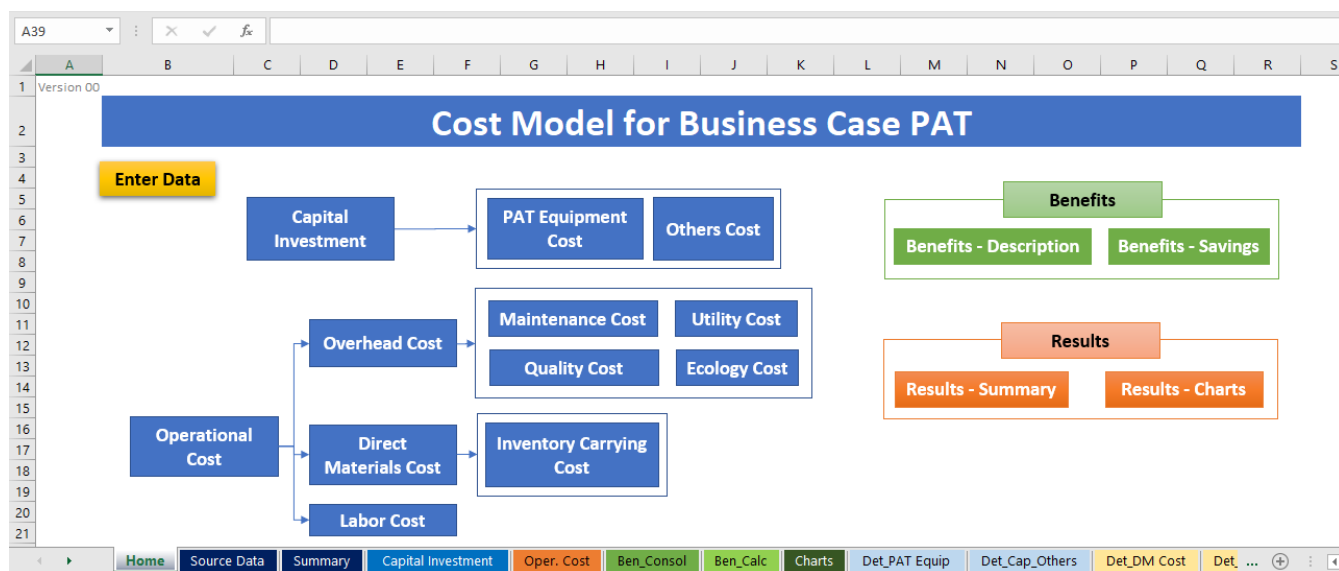 A39
fx
A B C D E F G H I J K L M N O P Q R S
1 Version 00
2 Cost Model for Business Case PAT
3
4 Enter Data
5 Benefits
6 Capital Investment PAT Equipment Cost Others Cost
7 Benefits - Description Benefits - Savings
8
9
10
11 Maintenance Cost Utility Cost
12 Overhead Cost Results
13 Quality Cost Ecology Cost
14 Results - Summary Results - Charts
15
16
17 Operational Cost Direct Materials Cost Inventory Carrying Cost
18
19
20 Labor Cost
21
Home Source Data Summary Capital Investment Oper. Cost Ben_Consol Ben_Calc Charts Det_PAT Equip Det_Cap_Others Det_DM Cost Det_ ...